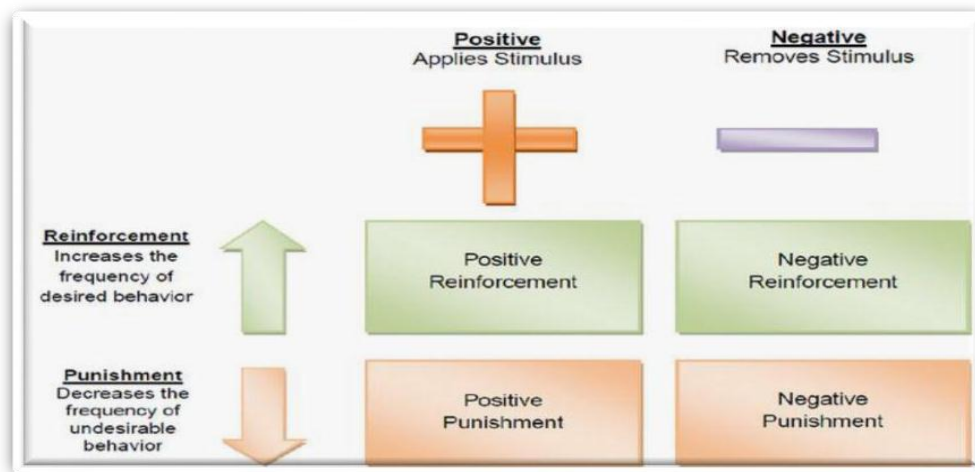 Positive
Applies Stimulus
Negative
Removes Stimulus
Reinforcement
Increases the
frequency of
desired behavior
Positive
Reinforcement
Negative
Reinforcement
Punishment
Decreases the
frequency of
undesirable
behavior
Positive
Punishment
Negative
Punishment